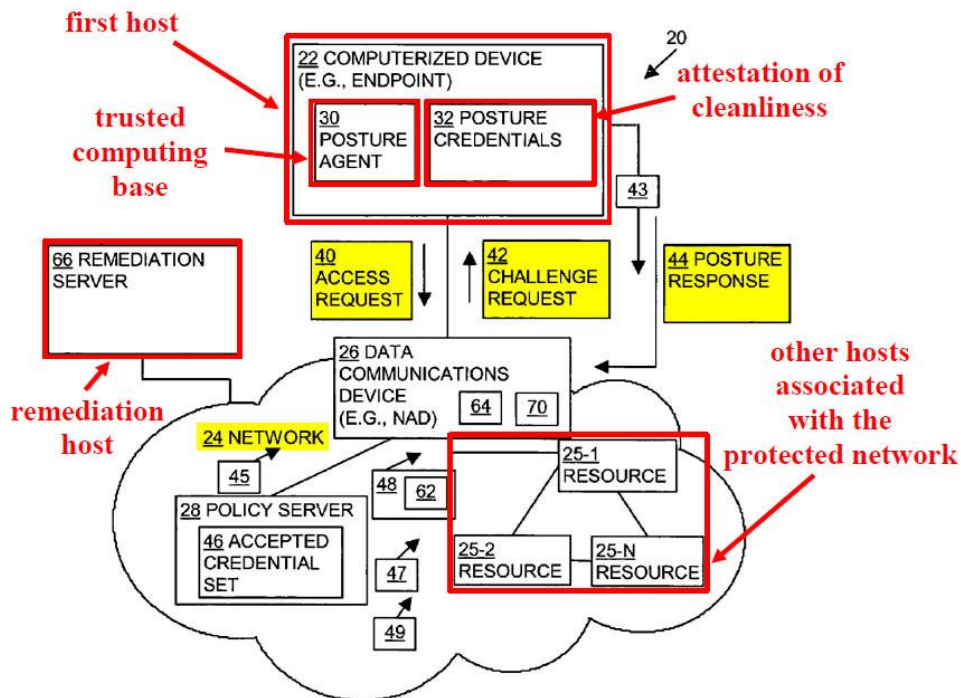 first host
20
22 COMPUTERIZED DEVICE
(E.G., ENDPOINT)
attestation of
cleanliness
trusted
computing
base
30
POSTURE
AGENT
32 POSTURE
CREDENTIALS
43
66 REMEDIATION
SERVER
40
ACCESS
REQUEST
42
CHALLENGE
REQUEST
44 POSTURE
RESPONSE
remediation
host
26 DATA
COMMUNICATIONS
DEVICE
(E.G., NAD)
64
70
other hosts
associated
with the
protected network
24 NETWORK
45
48
62
25-1
RESOURCE
28 POLICY SERVER
46 ACCEPTED
CREDENTIAL
SET
47
49
25-2
RESOURCE
25-N
RESOURCE